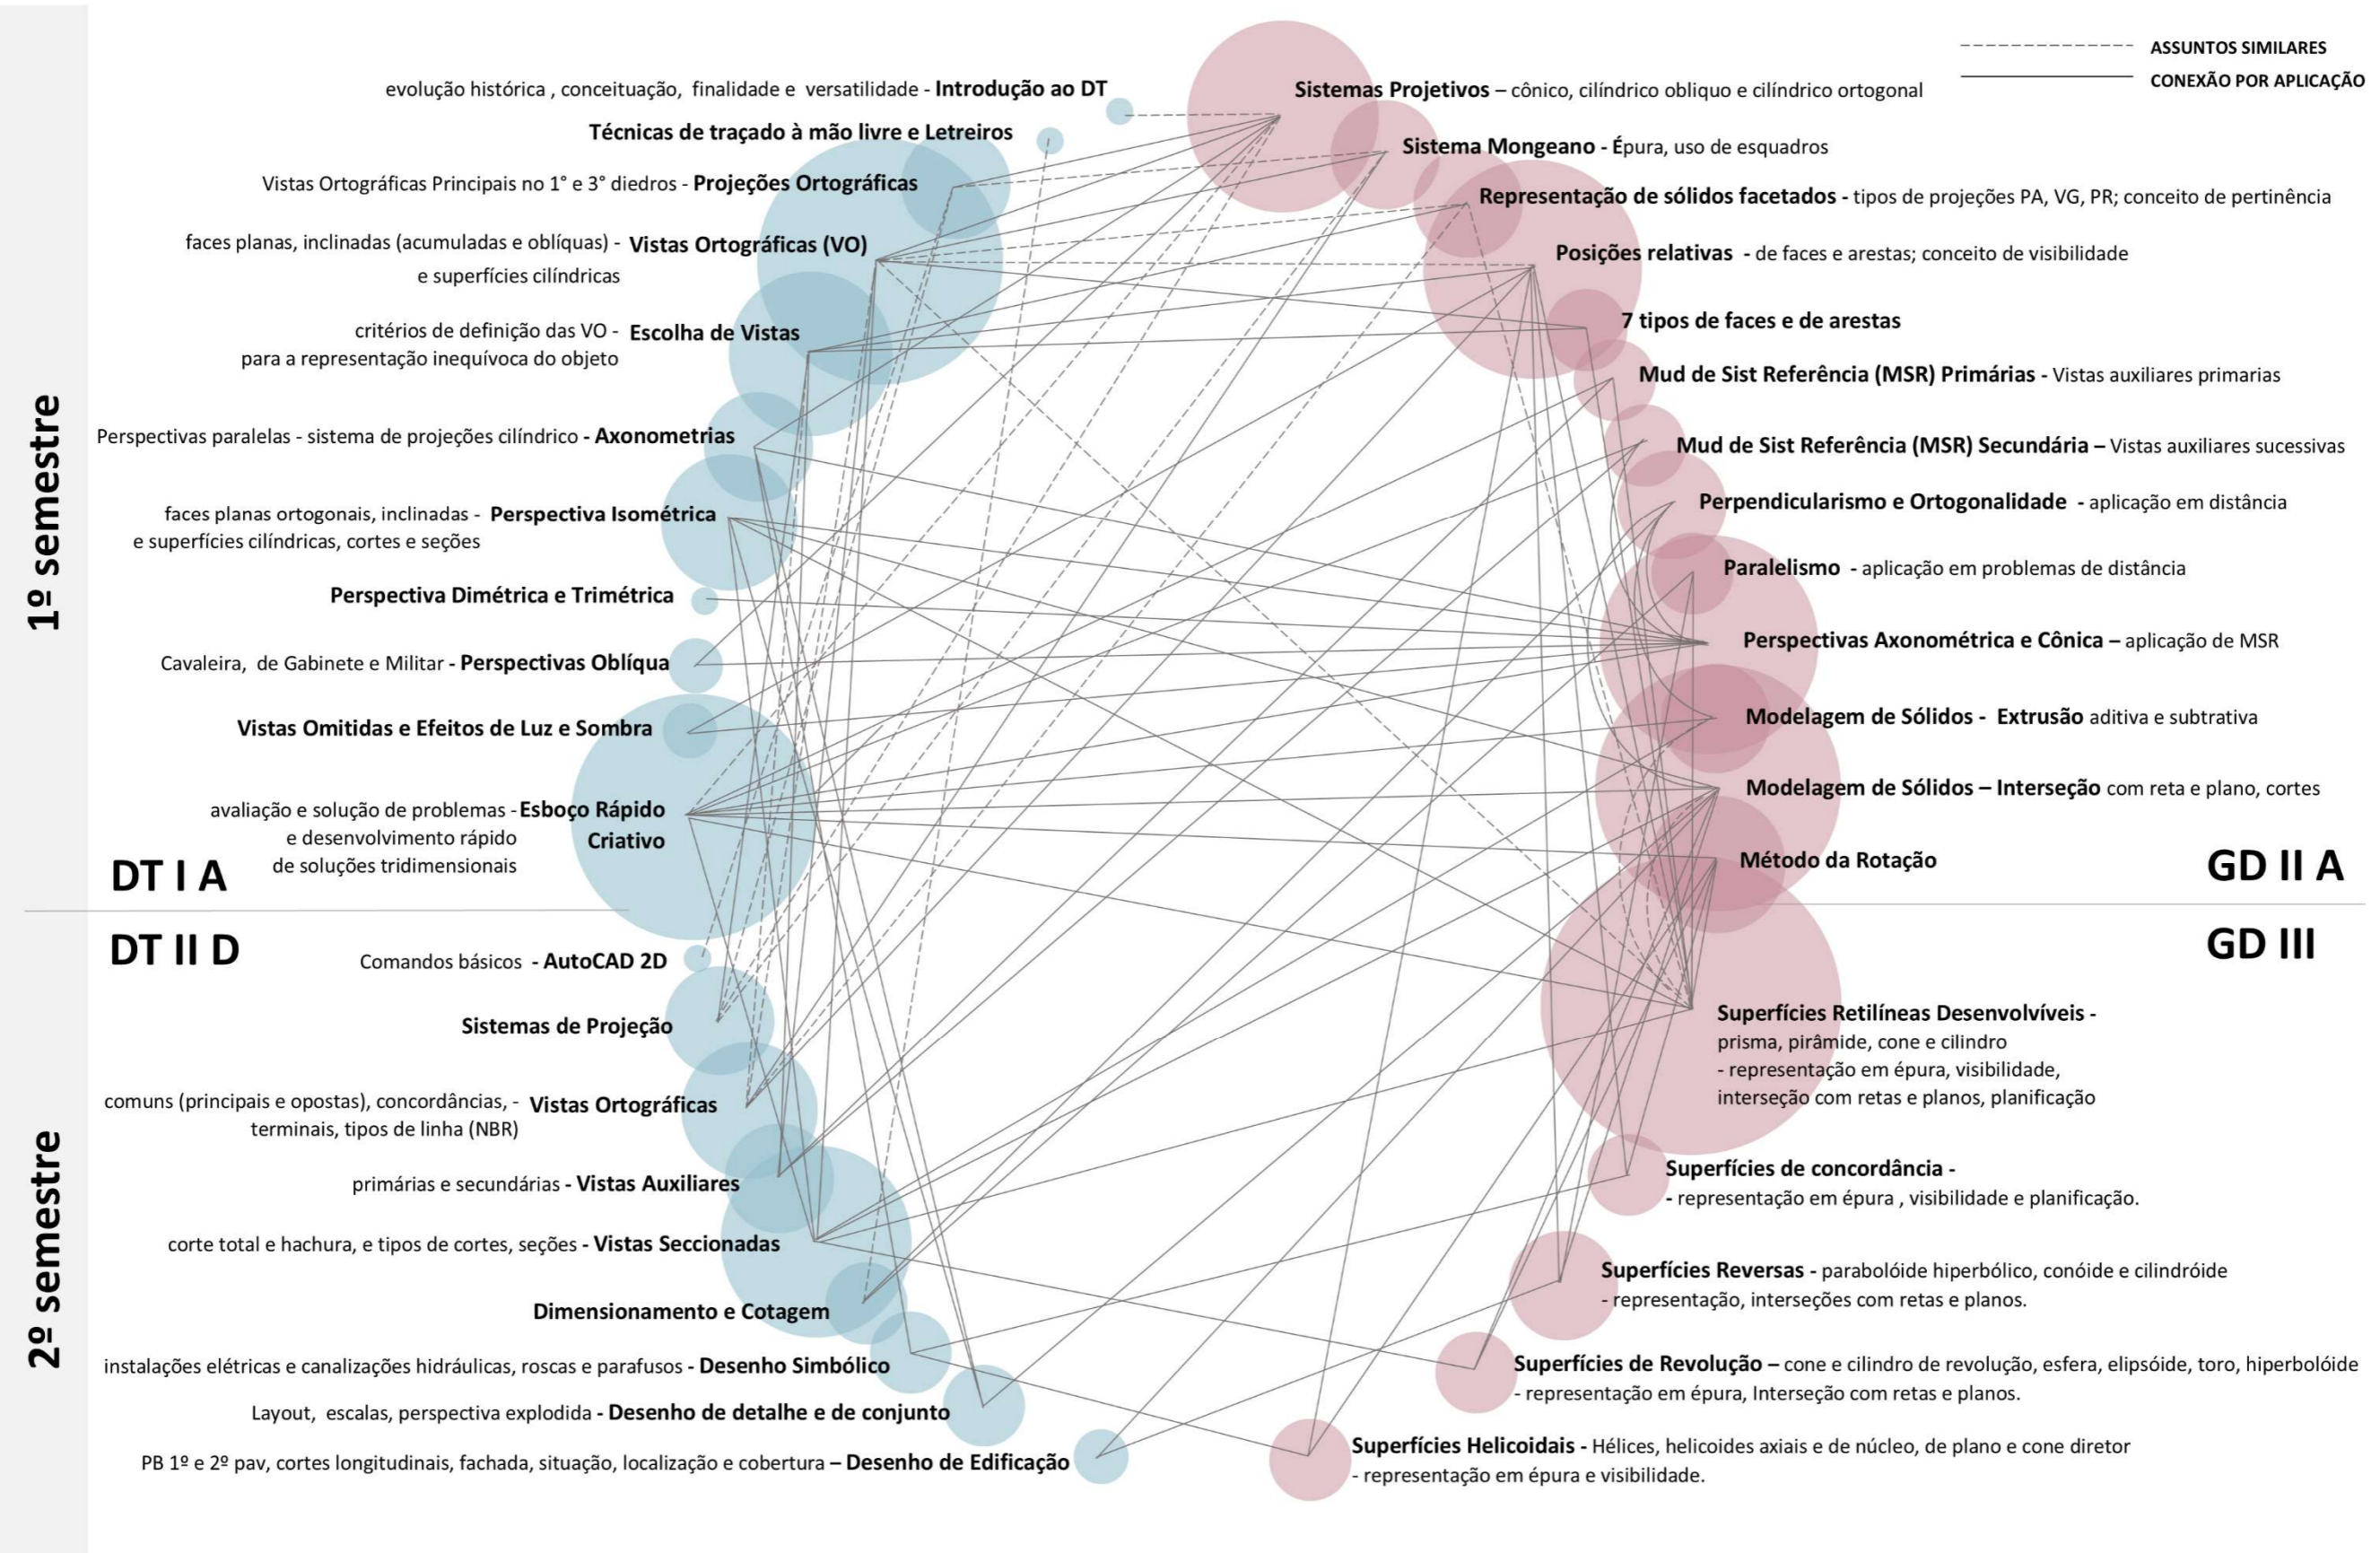 ASSUNTOS SIMILARES
CONEXÃO POR APLICAÇÃO
1º semestre
evolução histórica , conceituação, finalidade e versatilidade - Introdução ao DT
Técnicas de traçado à mão livre e Letreiros
Vistas Ortográficas Principais no 1° e 3° diedros - Projeções Ortográficas
faces planas, inclinadas (acumuladas e oblíquas) - Vistas Ortográficas (VO)
e superfícies cilíndricas
critérios de definição das VO - Escolha de Vistas
para a representação inequívoca do objeto
Perspectivas paralelas - sistema de projeções cilíndrico - Axonometrias
faces planas ortogonais, inclinadas - Perspectiva Isométrica
e superfícies cilíndricas, cortes e seções
Perspectiva Dimétrica e Trimétrica
Cavaleira, de Gabinete e Militar - Perspectivas Oblíqua
Vistas Omitidas e Efeitos de Luz e Sombra
avaliação e solução de problemas - Esboço Rápido
e desenvolvimento rápido Criativo
de soluções tridimensionais
DT I A
Sistemas Projetivos – cônico, cilíndrico obliquo e cilíndrico ortogonal
Sistema Mongeano - Épura, uso de esquadros
Representação de sólidos facetados - tipos de projeções PA, VG, PR; conceito de pertinência
Posições relativas - de faces e arestas; conceito de visibilidade
7 tipos de faces e de arestas
Mud de Sist Referência (MSR) Primárias - Vistas auxiliares primarias
Mud de Sist Referência (MSR) Secundária – Vistas auxiliares sucessivas
Perpendicularismo e Ortogonalidade - aplicação em distância
Paralelismo - aplicação em problemas de distância
Perspectivas Axonométrica e Cônica – aplicação de MSR
Modelagem de Sólidos - Extrusão aditiva e subtrativa
Modelagem de Sólidos – Interseção com reta e plano, cortes
Método da Rotação
GD II A
2º semestre
DT II D
Comandos básicos - AutoCAD 2D
Sistemas de Projeção
comuns (principais e opostas), concordâncias, - Vistas Ortográficas
terminais, tipos de linha (NBR)
primárias e secundárias - Vistas Auxiliares
corte total e hachura, e tipos de cortes, seções - Vistas Seccionadas
Dimensionamento e Cotagem
instalações elétricas e canalizações hidráulicas, roscas e parafusos - Desenho Simbólico
Layout, escalas, perspectiva explodida - Desenho de detalhe e de conjunto
PB 1º e 2º pav, cortes longitudinais, fachada, situação, localização e cobertura – Desenho de Edificação
GD III
Superfícies Retilíneas Desenvolvíveis -
prisma, pirâmide, cone e cilindro
- representação em épura, visibilidade,
interseção com retas e planos, planificação
Superfícies de concordância -
- representação em épura , visibilidade e planificação.
Superfícies Reversas - parabolóide hiperbólico, conóide e cilindróide
- representação, interseções com retas e planos.
Superfícies de Revolução – cone e cilindro de revolução, esfera, elipsóide, toro, hiperbolóide
- representação em épura, Interseção com retas e planos.
Superfícies Helicoidais - Hélices, helicoides axiais e de núcleo, de plano e cone diretor
- representação em épura e visibilidade.